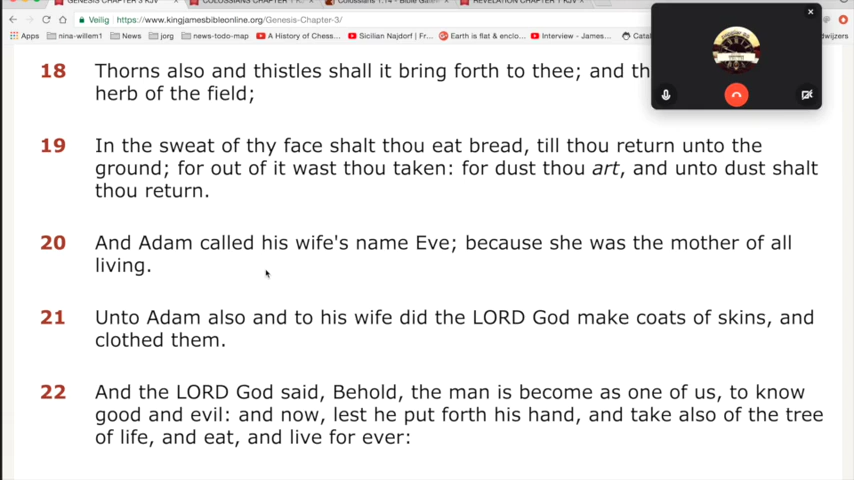 GENESIS CHAPTER 3 KJV
COLOSSIANS CHAPTER 1 KJV
Colossians 1:14 - Bible Gate
REVELATION CHAPTER 1 KJV
Veilig https://www.kingjamesbibleonline.org/Genesis-Chapter-3/
Apps nina-willem1 News jorg news-todo-map A History of Chess Sicilian Najdorf | Fr… Earth is flat & enclo… Interview - James… Catal dwijzers
18 Thorns also and thistles shall it bring forth to thee; and th
herb of the field;
19 In the sweat of thy face shalt thou eat bread, till thou return unto the
ground; for out of it wast thou taken: for dust thou art, and unto dust shalt
thou return.
20 And Adam called his wife's name Eve; because she was the mother of all
living.
21 Unto Adam also and to his wife did the LORD God make coats of skins, and
clothed them.
22 And the LORD God said, Behold, the man is become as one of us, to know
good and evil: and now, lest he put forth his hand, and take also of the tree
of life, and eat, and live for ever: